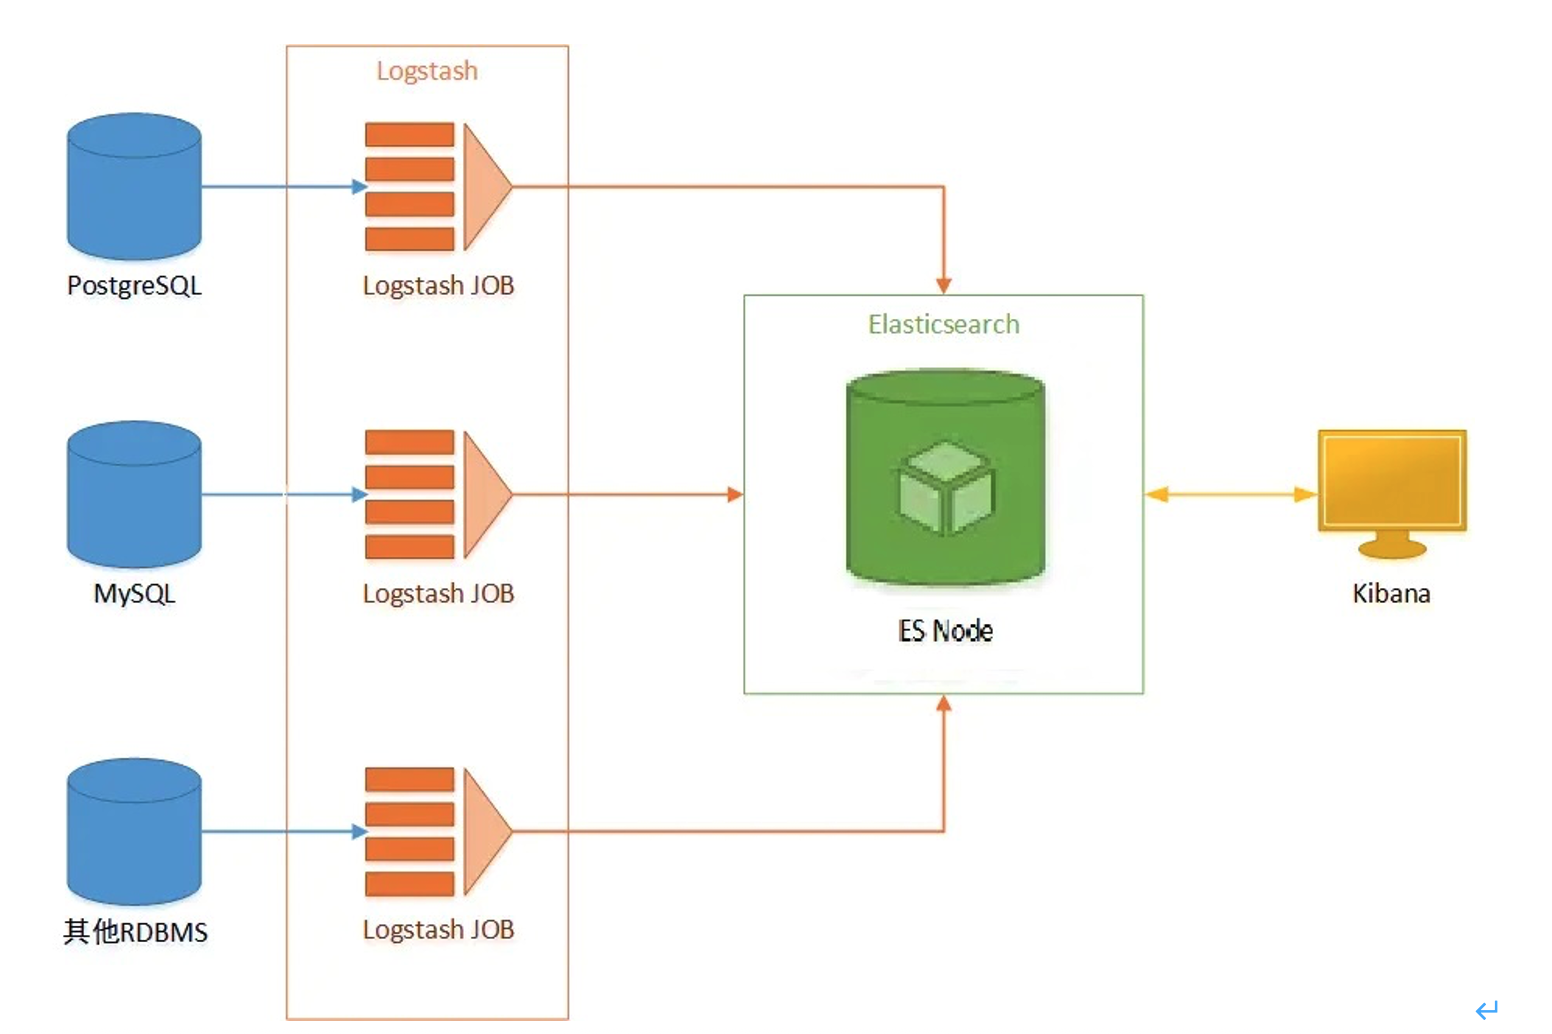 Logstash
PostgreSQL
Logstash JOB
Elasticsearch
MySQL
Logstash JOB
ES Node
Kibana
其他RDBMS
Logstash JOB